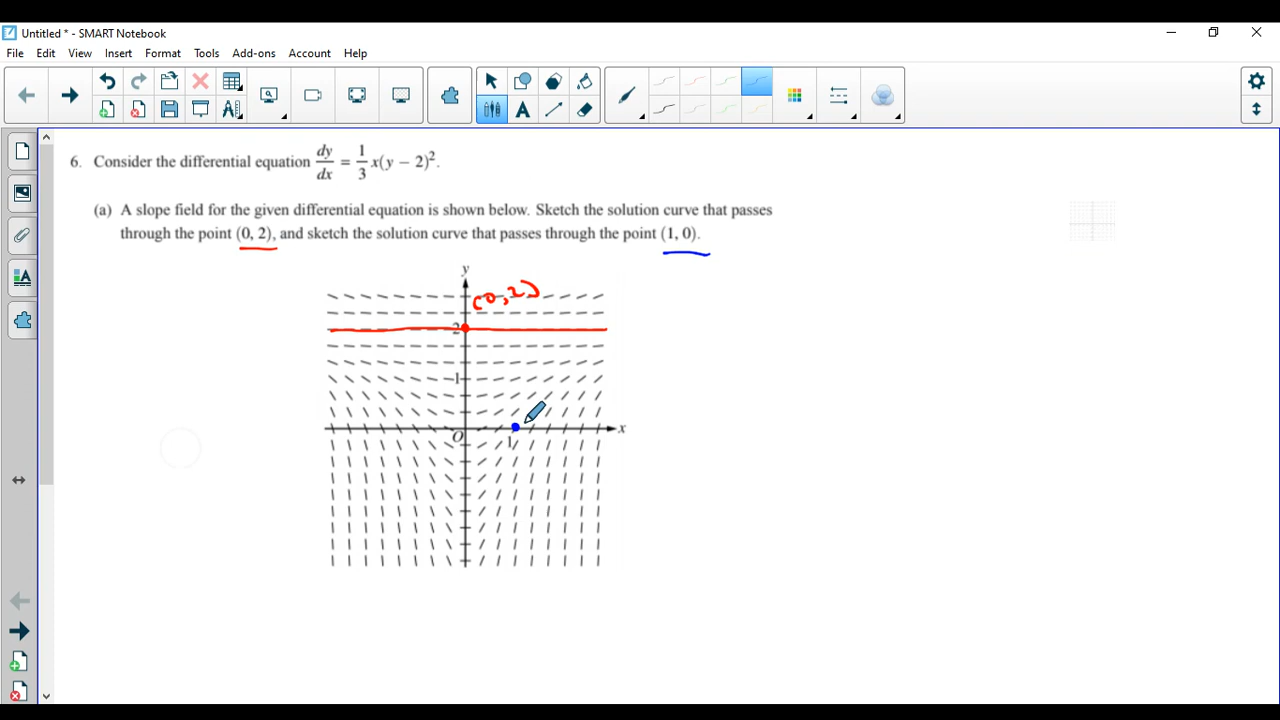 Untitled * - SMART Notebook
File Edit View Insert Format Tools Add-ons Account Help
6. Consider the differential equation dy/dx = 1/3 x(y − 2)².
(a) A slope field for the given differential equation is shown below. Sketch the solution curve that passes
through the point (0, 2), and sketch the solution curve that passes through the point (1, 0).
y
(0,2)
2
1
O
1
x